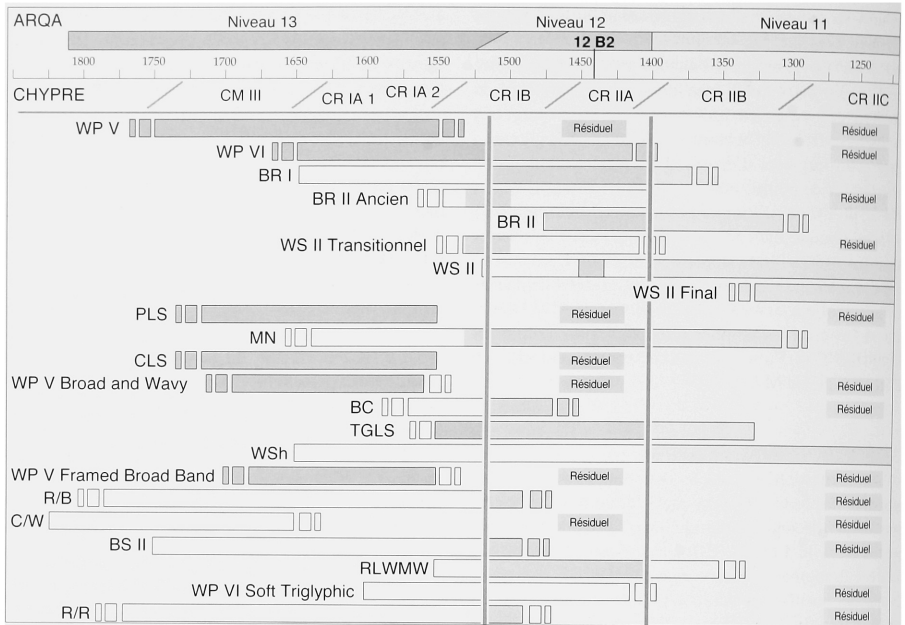 ARQA Niveau 13 Niveau 12 Niveau 11
12 B2
1800 1750 1700 1650 1600 1550 1500 1450 1400 1350 1300 1250
CHYPRE CM III CR IA 1 CR IA 2 CR IB CR IIA CR IIB CR IIC
WP V Résiduel Résiduel
WP VI Résiduel
BR I
BR II Ancien Résiduel
BR II
WS II Transitionnel Résiduel
WS II
WS II Final
PLS Résiduel Résiduel
MN
CLS Résiduel
WP V Broad and Wavy Résiduel Résiduel
BC Résiduel
TGLS
WSh
WP V Framed Broad Band Résiduel Résiduel
R/B Résiduel
C/W Résiduel Résiduel
BS II Résiduel
RLWMW
WP VI Soft Triglyphic Résiduel
R/R Résiduel